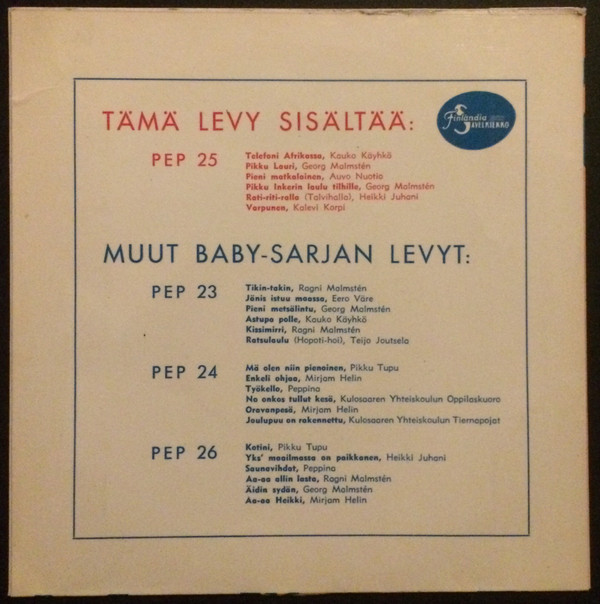 TÄMÄ LEVY SISÄLTÄÄ:
Finlandia
SÄVELKIEKKO
PEP 25
Telefoni Afrikassa, Kauko Käyhkö
Pikku Lauri, Georg Malmstén
Pieni matkalainen, Auvo Nuotio
Pikku Inkerin laulu tilhille, Georg Malmstén
Rati-riti-ralla (Talvihalla), Heikki Juhani
Varpunen, Kalevi Korpi
MUUT BABY-SARJAN LEVYT:
PEP 23
Tikin-takin, Ragni Malmstén
Jänis istuu maassa, Eero Väre
Pieni metsälintu, Georg Malmstén
Astupa polle, Kauko Käyhkö
Kissimirri, Ragni Malmstén
Ratsulaulu (Hopoti-hoi), Teijo Joutsela
PEP 24
Mä olen niin pienoinen, Pikku Tupu
Enkeli ohjaa, Mirjam Helin
Työkello, Peppina
No onkos tullut kesä, Kulosaaren Yhteiskoulun Oppilaskuoro
Oravanpesä, Mirjam Helin
Joulupuu on rakennettu, Kulosaaren Yhteiskoulun Tiernapojat
PEP 26
Kotini, Pikku Tupu
Yks' maailmassa on paikkanen, Heikki Juhani
Saunavihdat, Peppina
Aa-aa allin lasta, Ragni Malmstén
Äidin sydän, Georg Malmstén
Aa-aa Heikki, Mirjam Helin